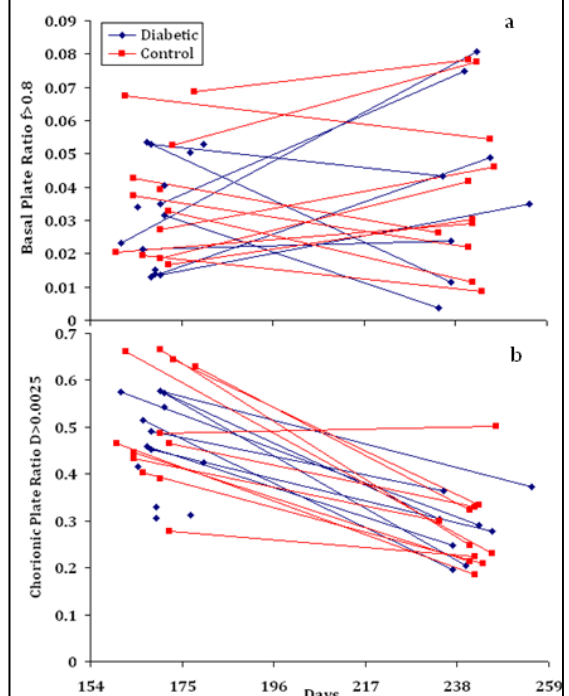 a
Diabetic
Control
Basal Plate Ratio f>0.8
0.09
0.08
0.07
0.06
0.05
0.04
0.03
0.02
0.01
0
b
Chorionic Plate Ratio D>0.0025
0.7
0.6
0.5
0.4
0.3
0.2
0.1
0
154 175 196 217 238 259
Days